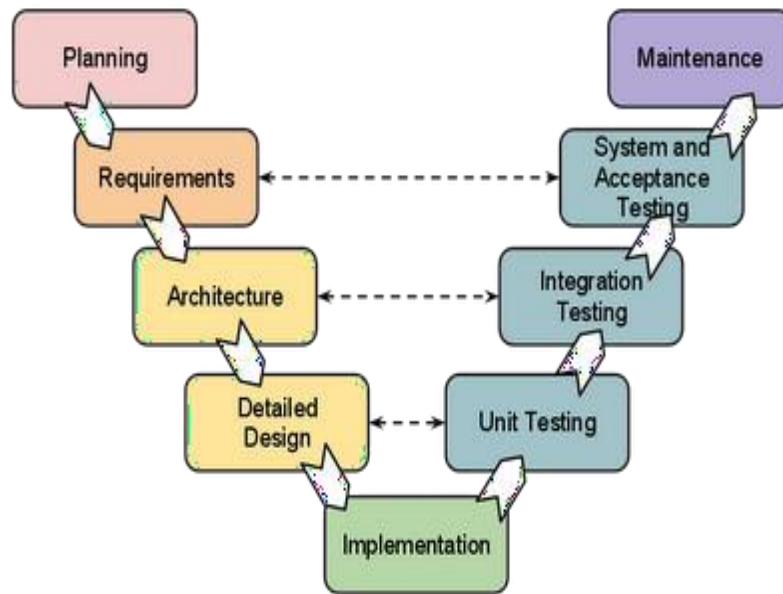 Planning
Maintenance
Requirements
System and
Acceptance
Testing
Architecture
Integration
Testing
Detailed
Design
Unit Testing
Implementation